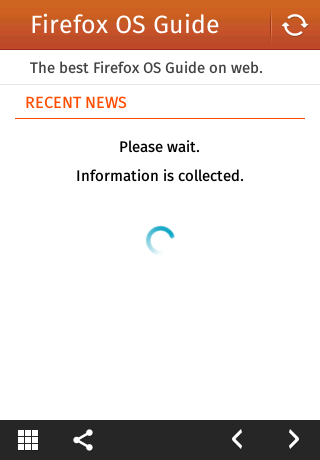 Firefox OS Guide
The best Firefox OS Guide on web.
RECENT NEWS
Please wait.
Information is collected.